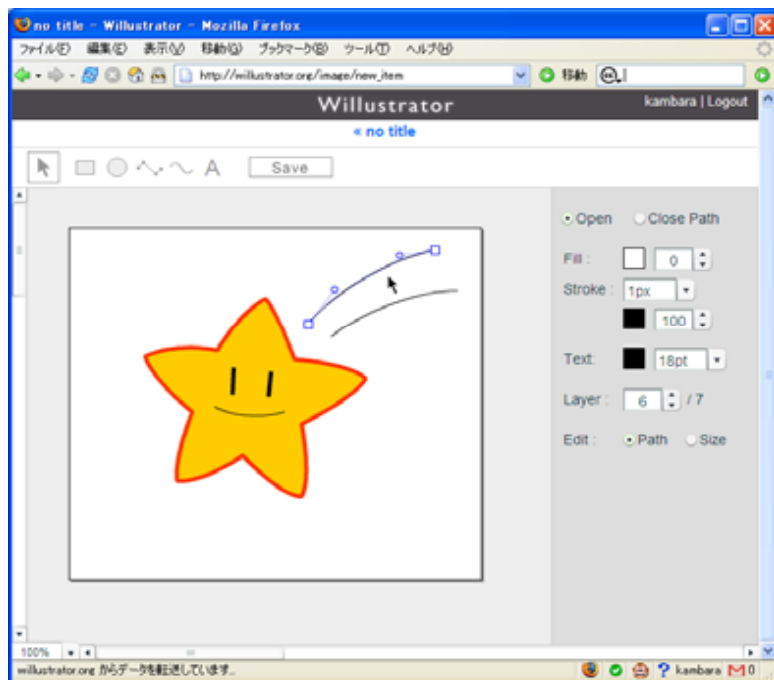 no title - Willustrator - Mozilla Firefox
ファイル(F) 編集(E) 表示(V) 移動(G) ブックマーク(B) ツール(T) ヘルプ(H)
http://willustrator.org/image/new_item 移動
Willustrator kambara | Logout
« no title
A Save
Open Close Path
Fill : 0
Stroke : 1px
100
Text: 18pt
Layer : 6 / 7
Edit : Path Size
100%
willustrator.org からデータを転送しています.. kambara 0